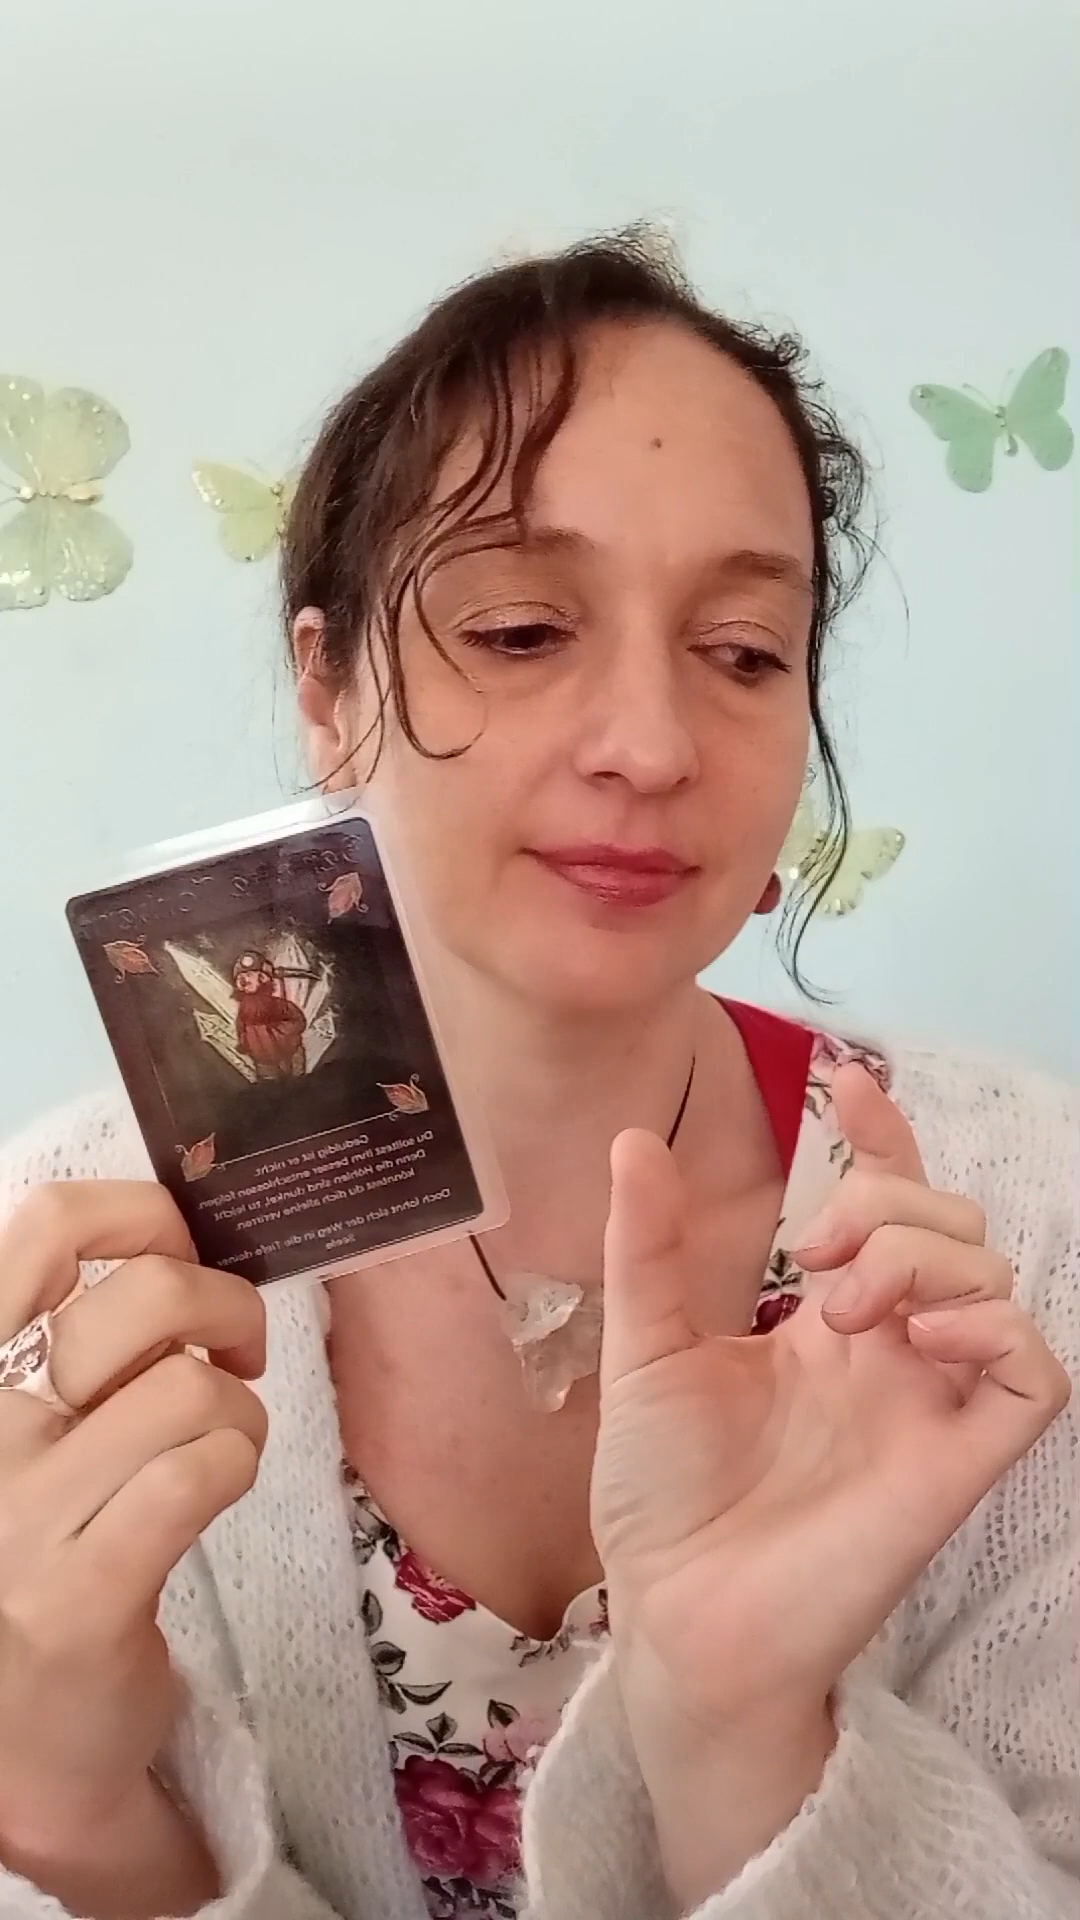 Geduldig ist er nicht.
Du solltest ihm besser entschlossen folgen.
Denn die Höhlen sind dunkel, zu leicht
könntest du dich alleine verirren.
Doch lohnt sich der Weg in die Tiefe deiner
Seele